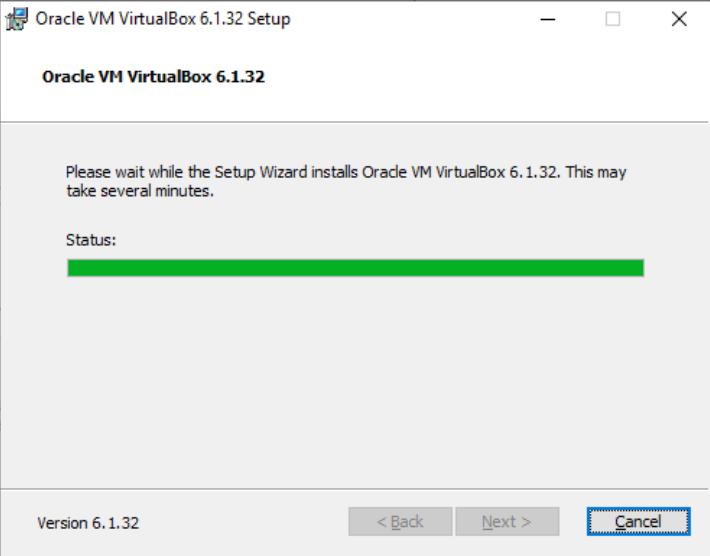 Oracle VM VirtualBox 6.1.32 Setup
Oracle VM VirtualBox 6.1.32
Please wait while the Setup Wizard installs Oracle VM VirtualBox 6.1.32. This may
take several minutes.
Status:
Version 6.1.32
< Back
Next >
Cancel